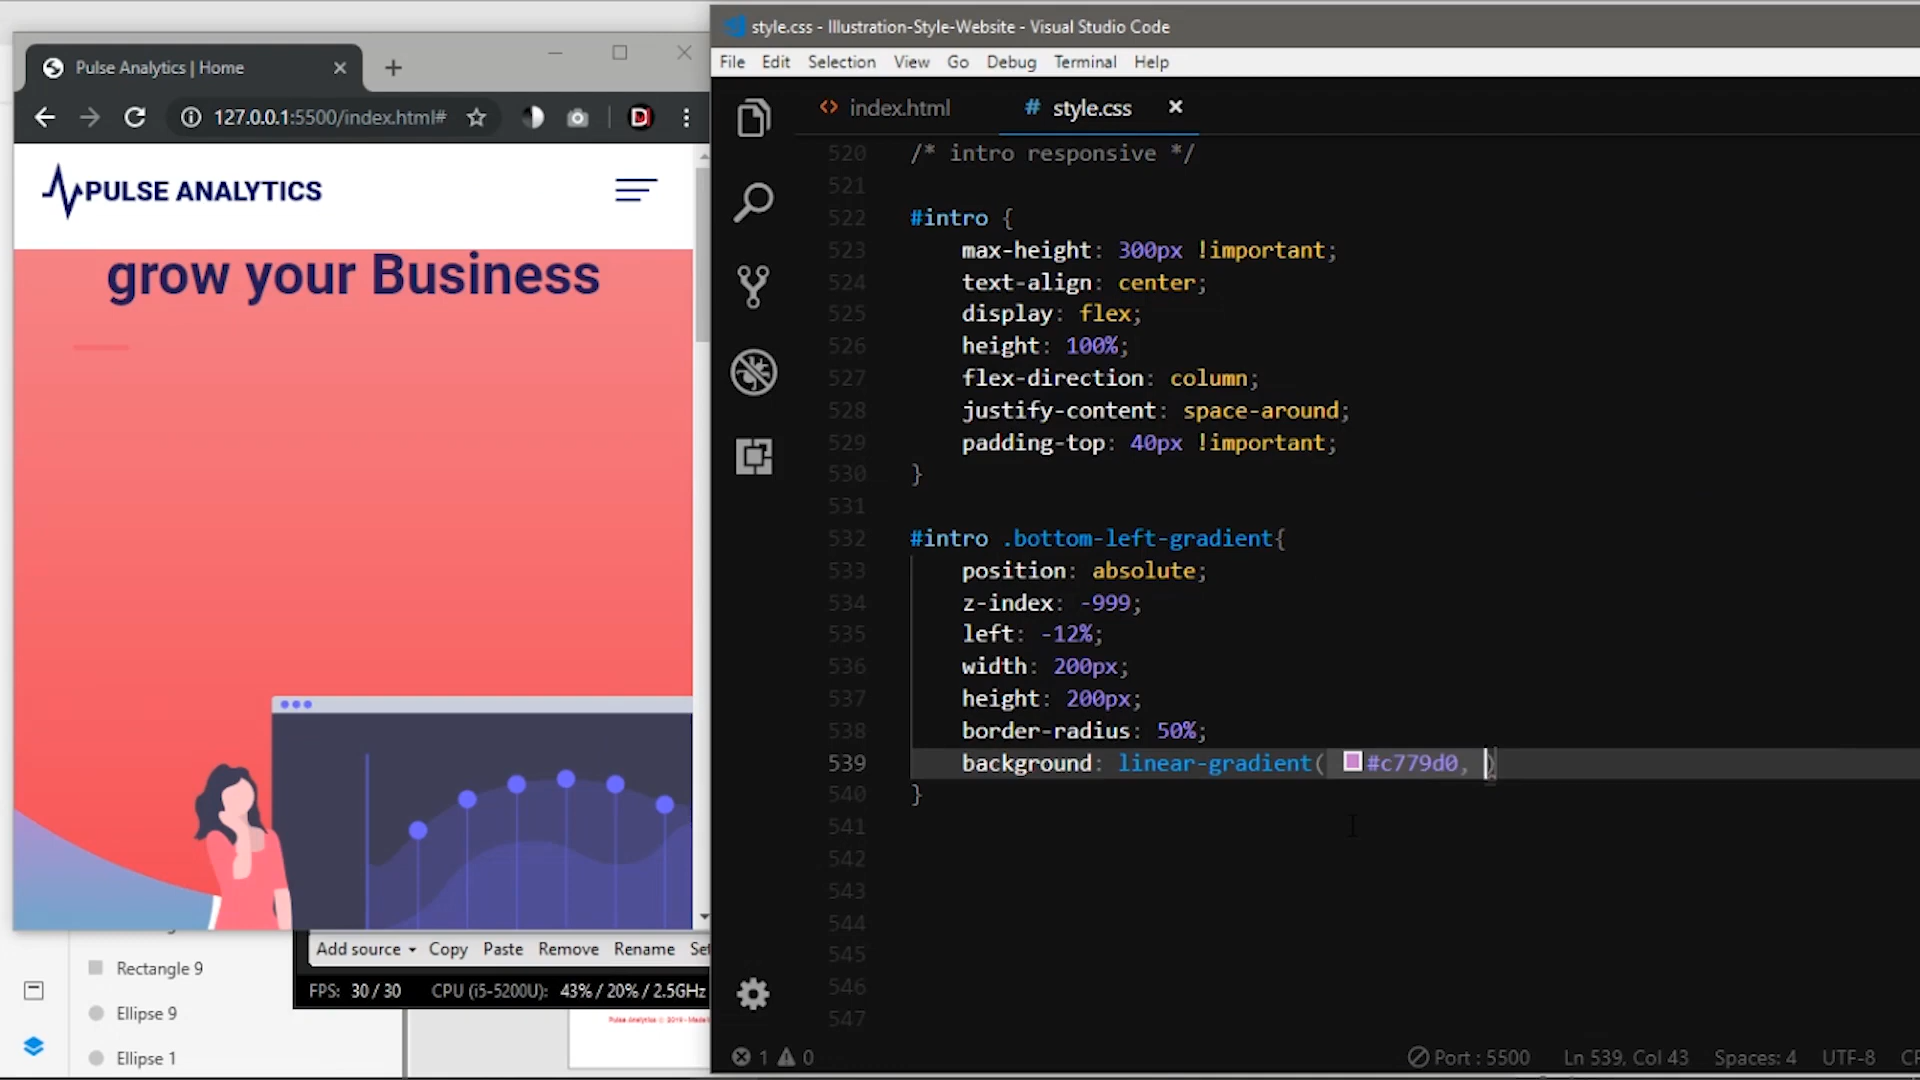 style.css - Illustration-Style-Website - Visual Studio Code
Pulse Analytics | Home
File Edit Selection View Go Debug Terminal Help
127.0.0.1:5500/index.html#
index.html
style.css
PULSE ANALYTICS
grow your Business
520 /* intro responsive */
521
522 #intro {
523 max-height: 300px !important;
524 text-align: center;
525 display: flex;
526 height: 100%;
527 flex-direction: column;
528 justify-content: space-around;
529 padding-top: 40px !important;
530 }
531
532 #intro .bottom-left-gradient{
533 position: absolute;
534 z-index: -999;
535 left: -12%;
536 width: 200px;
537 height: 200px;
538 border-radius: 50%;
539 background: linear-gradient( #c779d0, )
540 }
541
542
543
544
545
546
547
Add source Copy Paste Remove Rename
FPS: 30 / 30 CPU (i5-5200U): 43% / 20% / 2.5GHz
Rectangle 9
Ellipse 9
Ellipse 1
Pulse Analytics © 2019 - Made
1 0
Port : 5500 Ln 539, Col 43 Spaces: 4 UTF-8